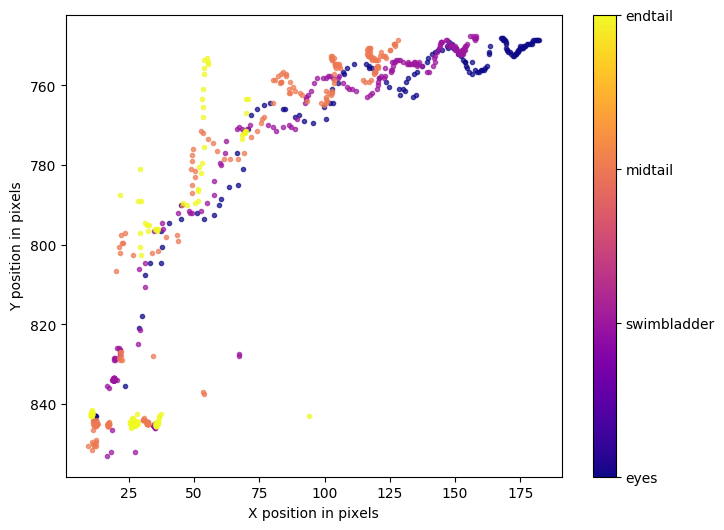 endtail
760
midtail
780
800
Y position in pixels
820
swimbladder
840
eyes
25 50 75 100 125 150 175
X position in pixels